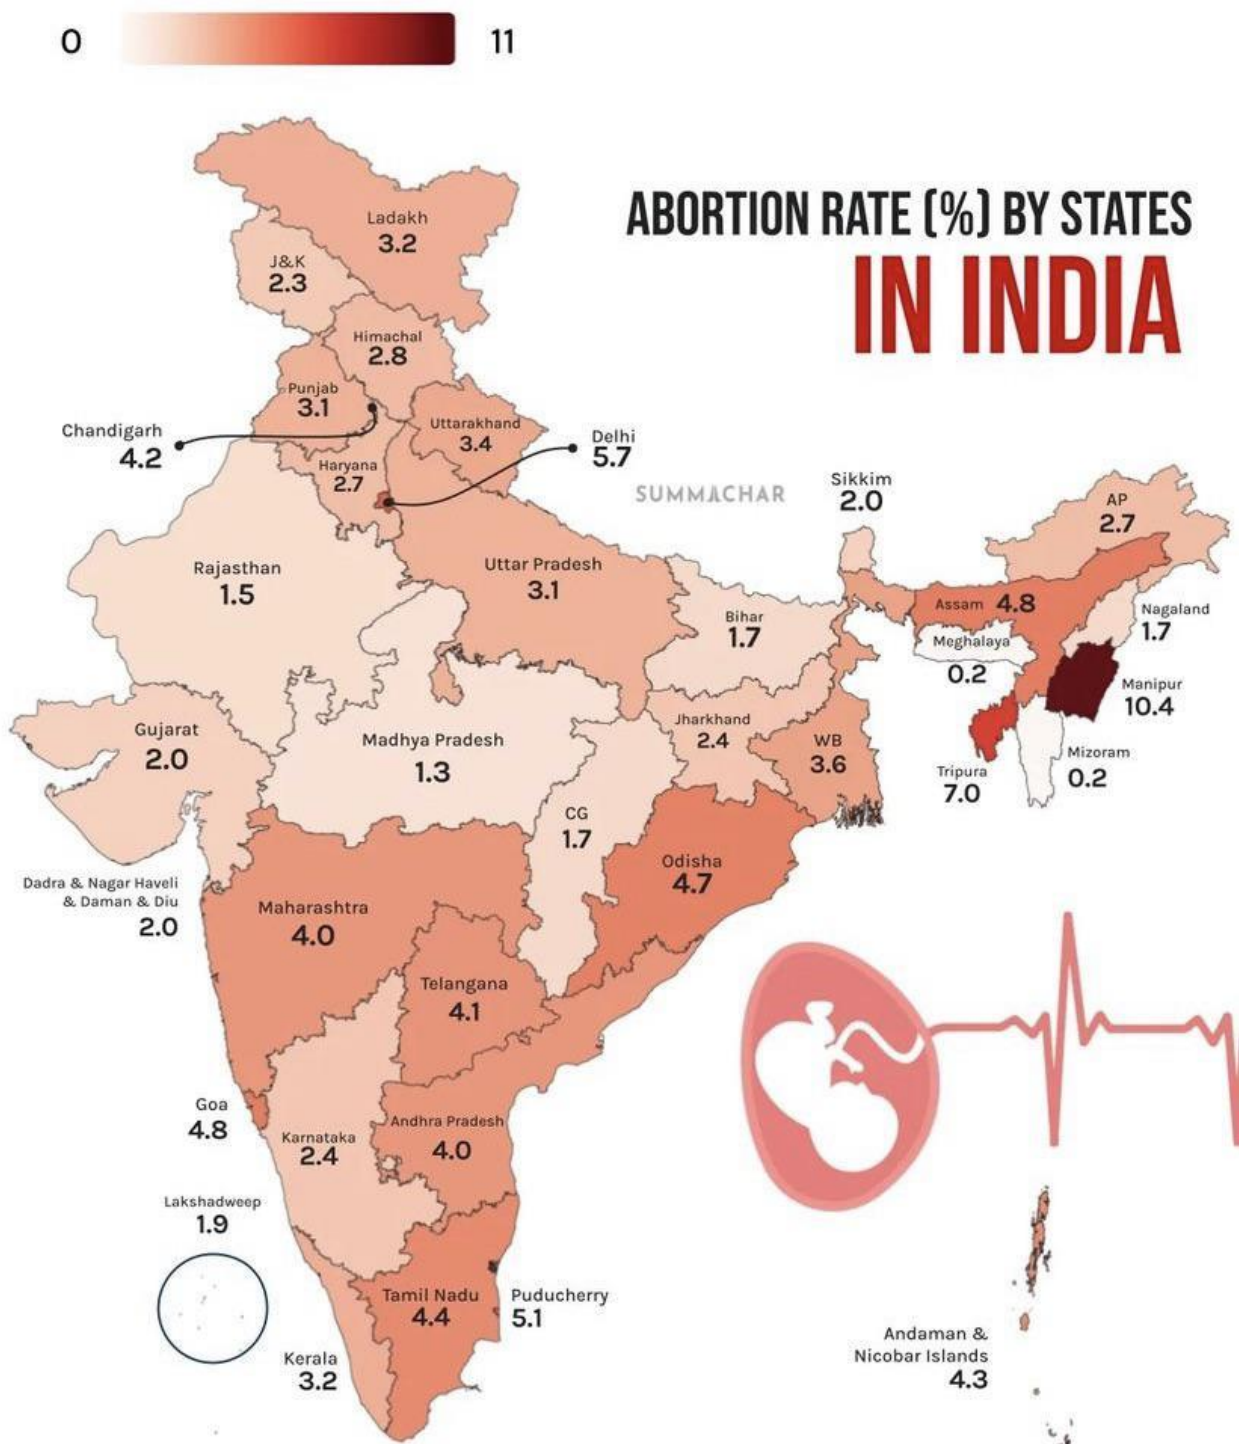 0
11
ABORTION RATE (%) BY STATES
IN INDIA
Ladakh
3.2
J&K
2.3
Himachal
2.8
Punjab
3.1
Chandigarh
4.2
Uttarakhand
3.4
Delhi
5.7
Haryana
2.7
SUMMACHAR
Sikkim
2.0
AP
2.7
Rajasthan
1.5
Uttar Pradesh
3.1
Bihar
1.7
Assam 4.8
Nagaland
1.7
Meghalaya
0.2
Manipur
10.4
Gujarat
2.0
Madhya Pradesh
1.3
Jharkhand
2.4
WB
3.6
Tripura
7.0
Mizoram
0.2
CG
1.7
Odisha
4.7
Dadra & Nagar Haveli
& Daman & Diu
2.0
Maharashtra
4.0
Telangana
4.1
Goa
4.8
Karnataka
2.4
Andhra Pradesh
4.0
Lakshadweep
1.9
Tamil Nadu
4.4
Puducherry
5.1
Kerala
3.2
Andaman &
Nicobar Islands
4.3